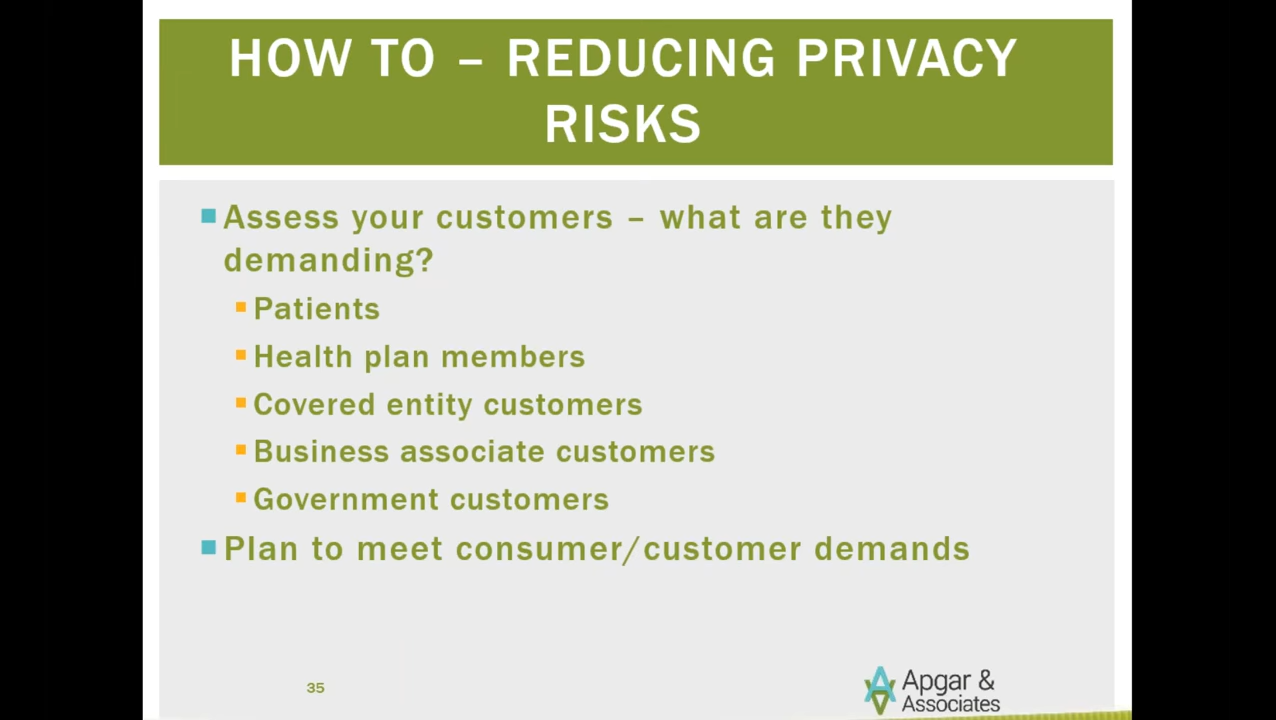 HOW TO – REDUCING PRIVACY
RISKS
Assess your customers – what are they
demanding?
Patients
Health plan members
Covered entity customers
Business associate customers
Government customers
Plan to meet consumer/customer demands
35
Apgar &
Associates